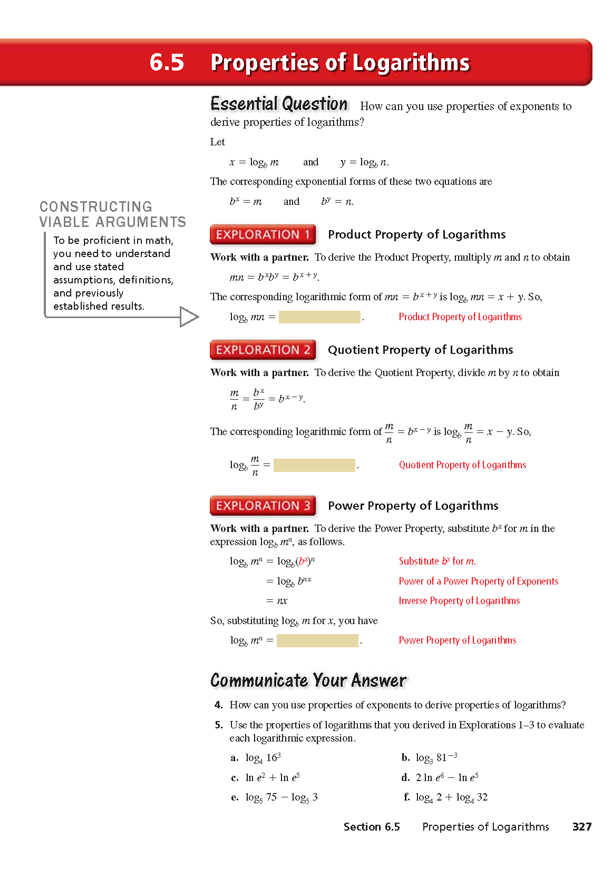 6.5 Properties of Logarithms
Essential Question How can you use properties of exponents to
derive properties of logarithms?
Let
x = log_b m and y = log_b n.
The corresponding exponential forms of these two equations are
b^x = m and b^y = n.
CONSTRUCTING
VIABLE ARGUMENTS
To be proficient in math,
you need to understand
and use stated
assumptions, definitions,
and previously
established results.
EXPLORATION 1 Product Property of Logarithms
Work with a partner. To derive the Product Property, multiply m and n to obtain
mn = b^x b^y = b^(x + y).
The corresponding logarithmic form of mn = b^(x + y) is log_b mn = x + y. So,
log_b mn = . Product Property of Logarithms
EXPLORATION 2 Quotient Property of Logarithms
Work with a partner. To derive the Quotient Property, divide m by n to obtain
m/n = b^x/b^y = b^(x − y).
The corresponding logarithmic form of m/n = b^(x − y) is log_b m/n = x − y. So,
log_b m/n = . Quotient Property of Logarithms
EXPLORATION 3 Power Property of Logarithms
Work with a partner. To derive the Power Property, substitute b^x for m in the
expression log_b m^n, as follows.
log_b m^n = log_b(b^x)^n Substitute b^x for m.
= log_b b^(nx) Power of a Power Property of Exponents
= nx Inverse Property of Logarithms
So, substituting log_b m for x, you have
log_b m^n = . Power Property of Logarithms
Communicate Your Answer
4. How can you use properties of exponents to derive properties of logarithms?
5. Use the properties of logarithms that you derived in Explorations 1–3 to evaluate
each logarithmic expression.
a. log_4 16^3 b. log_3 81^(−3)
c. ln e^2 + ln e^5 d. 2 ln e^6 − ln e^5
e. log_5 75 − log_5 3 f. log_4 2 + log_4 32
Section 6.5 Properties of Logarithms 327